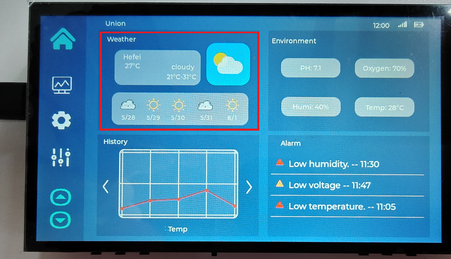 Union
12:00
Weather
Hefei
27°C
cloudy
21°C-31°C
5/28 5/29 5/30 5/31 6/1
Environment
PH: 7.1 Oxygen: 70%
Humi: 40% Temp: 28°C
History
Temp
Alarm
Low humidity. -- 11:30
Low voltage -- 11:47
Low temperature. -- 11:05